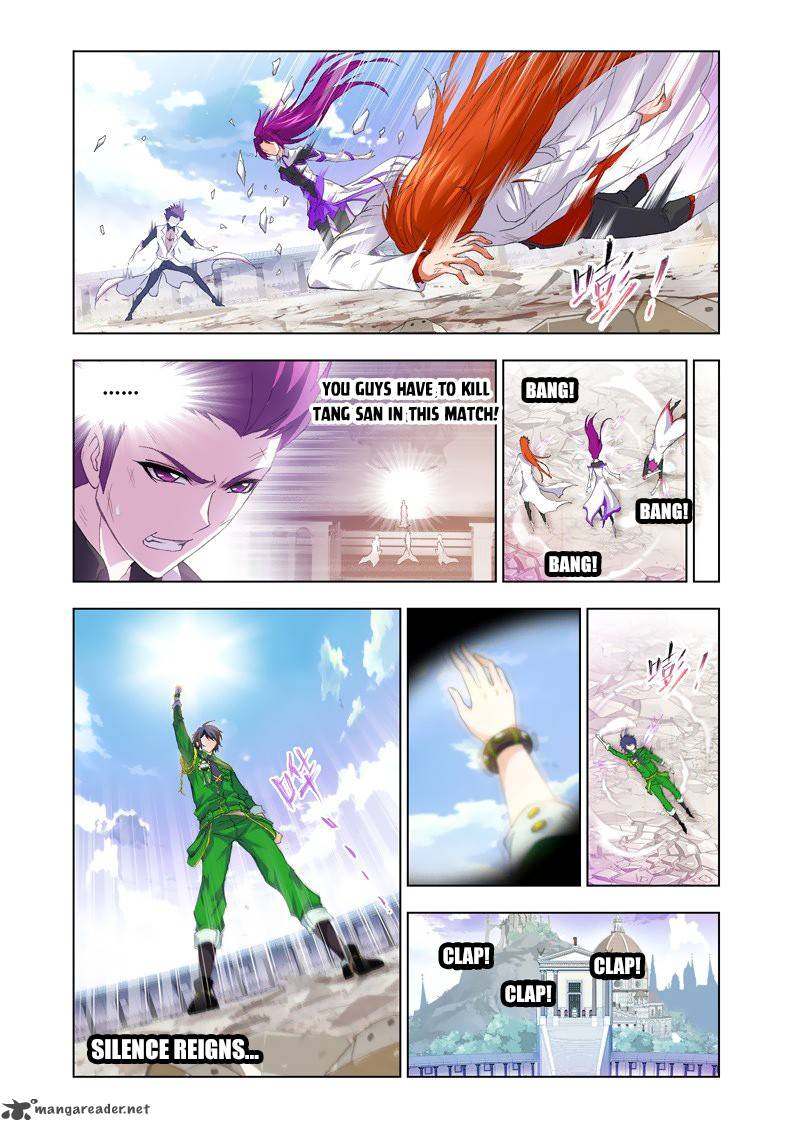 嘭!
......
YOU GUYS HAVE TO KILL
TANG SAN IN THIS MATCH!
BANG!
BANG!
BANG!
SILENCE REIGNS...
嘭!
CLAP!
CLAP!
CLAP!
mangareader.net